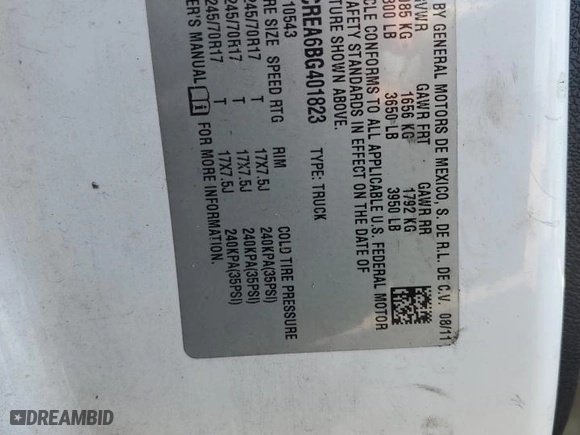 BY GENERAL MOTORS DE MEXICO, S. DE R.L. DE C.V. 08/11
GVWR GAWR FRT GAWR RR
085 KG 1656 KG 1792 KG
800 LB 3650 LB 3950 LB
CLE CONFORMS TO ALL APPLICABLE U.S. FEDERAL MOTOR
SAFETY STANDARDS IN EFFECT ON THE DATE OF
TURE SHOWN ABOVE.
CREA6BG401823 TYPE: TRUCK
10543
RE SIZE SPEED RTG RIM COLD TIRE PRESSURE
245/70R17 T 17X7.5J 240KPA(35PSI)
245/70R17 T 17X7.5J 240KPA(35PSI)
245/70R17 T 17X7.5J 240KPA(35PSI)
ER'S MANUAL i FOR MORE INFORMATION.
DREAMBID